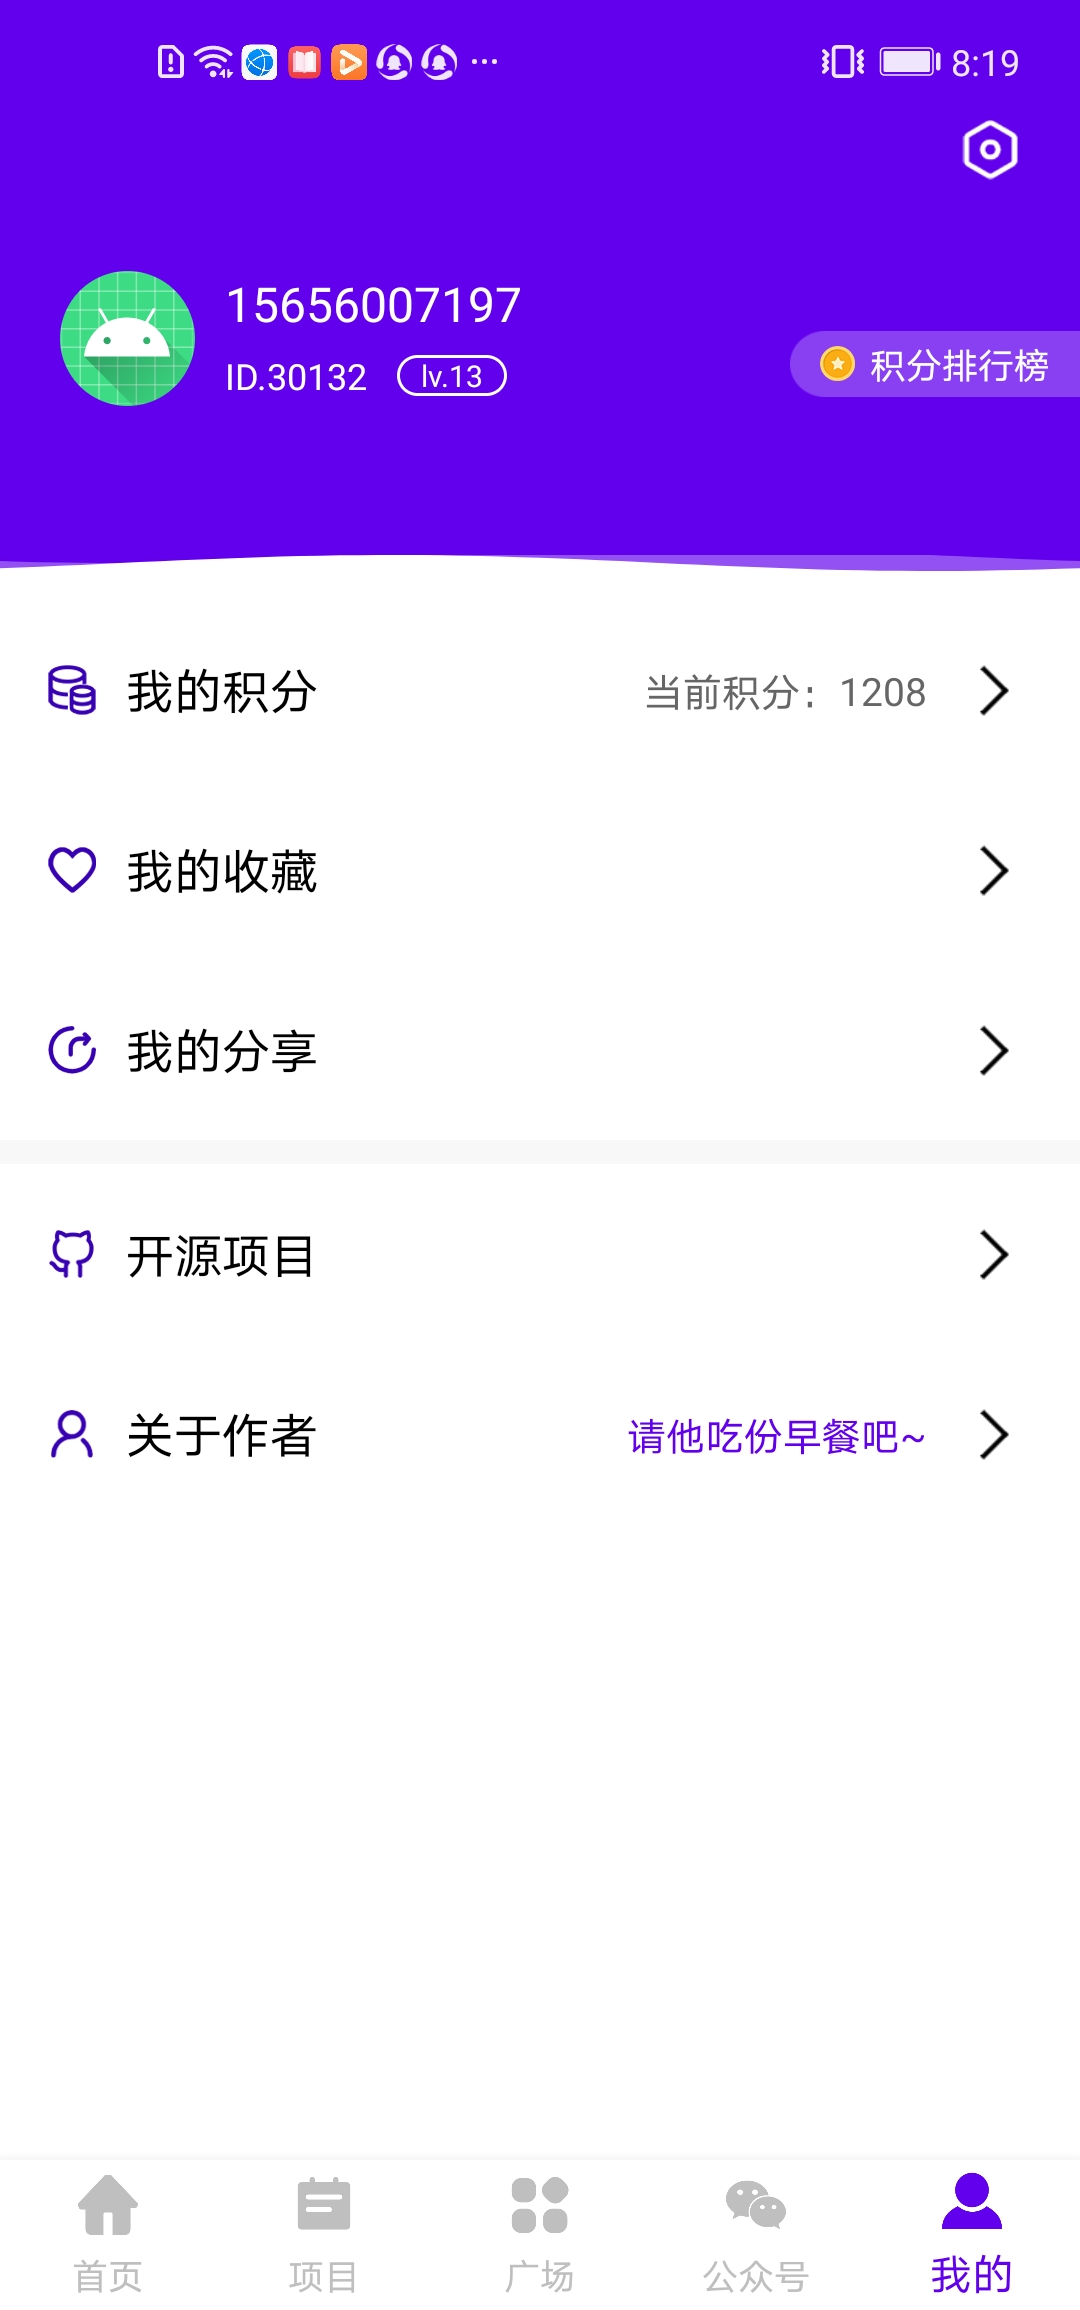 8:19
15656007197
ID.30132
lv.13
积分排行榜
我的积分
当前积分：1208
我的收藏
我的分享
开源项目
关于作者
请他吃份早餐吧~
首页
项目
广场
公众号
我的